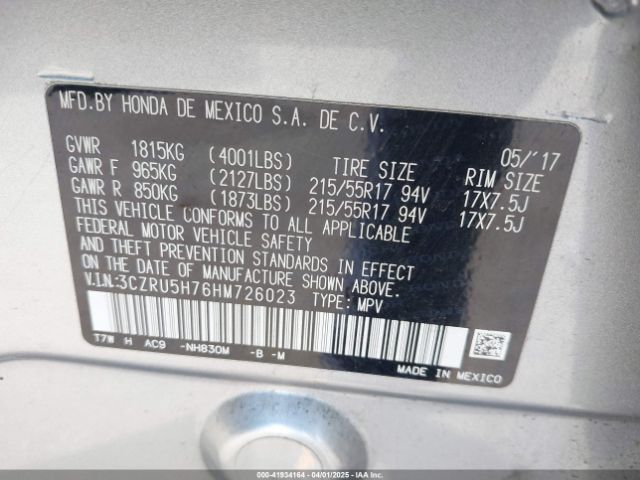 MFD.BY HONDA DE MEXICO S.A. DE C.V.
05/'17
GVWR 1815KG (4001LBS) TIRE SIZE RIM SIZE
GAWR F 965KG (2127LBS) 215/55R17 94V 17X7.5J
GAWR R 850KG (1873LBS) 215/55R17 94V 17X7.5J
THIS VEHICLE CONFORMS TO ALL APPLICABLE
FEDERAL MOTOR VEHICLE SAFETY
AND THEFT PREVENTION STANDARDS IN EFFECT
ON THE DATE OF MANUFACTURE SHOWN ABOVE.
V.I.N:3CZRU5H76HM726023 TYPE: MPV
T7W H AC9 -NH830M -B -M
MADE IN MEXICO
000-41934164 - 04/01/2025 - IAA Inc.